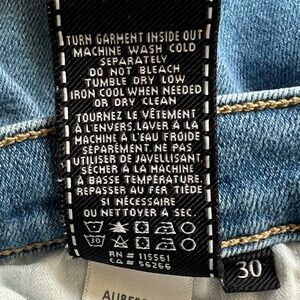 TURN GARMENT INSIDE OUT
MACHINE WASH COLD
SEPARATELY
DO NOT BLEACH
TUMBLE DRY LOW
IRON COOL WHEN NEEDED
OR DRY CLEAN
TOURNEZ LE VÊTEMENT
À L'ENVERS. LAVER À LA
MACHINE À L'EAU FROIDE
SÉPARÉMENT. NE PAS
UTILISER DE JAVELLISANT.
SÉCHER À LA MACHINE
À BASSE TEMPÉRATURE.
REPASSER AU FER TIÈDE
SI NÉCESSAIRE
OU NETTOYER À SEC.
30
RN # 115561
CA # 56266
30